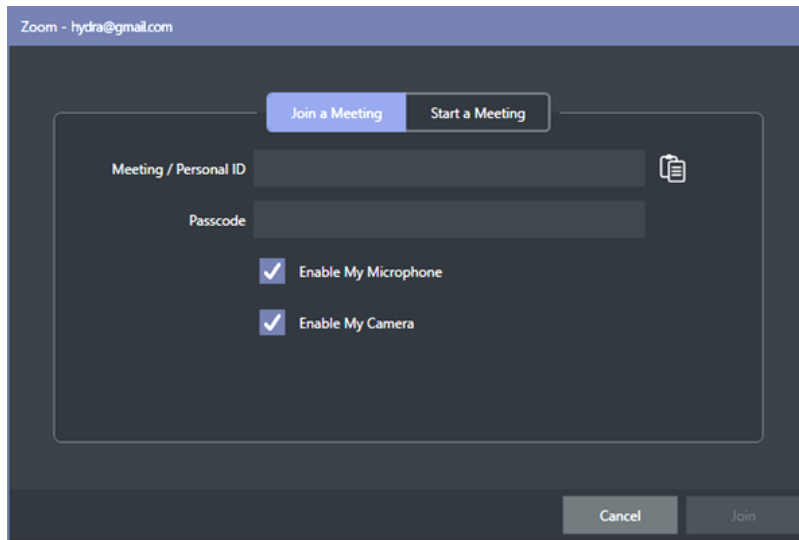 Zoom - hydra@gmail.com
Join a Meeting
Start a Meeting
Meeting / Personal ID
Passcode
Enable My Microphone
Enable My Camera
Cancel
Join